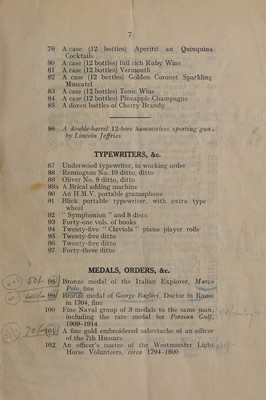 7
79 A case (12 bottles) Aperitif au Quinquina
Cocktails
80 A case (12 bottles) full rich Ruby Wine
81 A case (12 bottles) Vermouth
82 A case (12 bottles) Golden Coronet Sparkling
Muscatel
83 A case (12 bottles) Tonic Wine
84 A case (12 bottles) Pineapple Champagne
85 A dozen bottles of Cherry Brandy
86 A double-barrel 12-bore hammerless sporting gun,
by Lincoln Jeffries
TYPEWRITERS, &c.
87 Underwood typewriter, in working order
88 Remington No. 10 ditto, ditto
89 Oliver No. 9 ditto, ditto
89A A Brical adding machine
90 An H.M.V. portable gramophone
91 Blick portable typewriter, with extra type
wheel
92 "Symphonion" and 8 discs
93 Forty-one vols. of books
94 Twenty-five "Claviola" piano player rolls
95 Twenty-five ditto
96 Twenty-five ditto
97 Forty-three ditto
MEDALS, ORDERS, &c.
98 Bronze medal of the Italian Explorer, Marco
Polo, fine
99 Bronze medal of George Baglivi, Doctor in Rome
in 1704, fine
100 Fine Naval group of 3 medals to the same man,
including the rare medal for Persian Gulf,
1909-1914
101 A fine gold embroidered sabretache of an officer
of the 7th Hussars
102 An officer's coatee of the Westminster Light
Horse Volunteers, circa 1794-1800